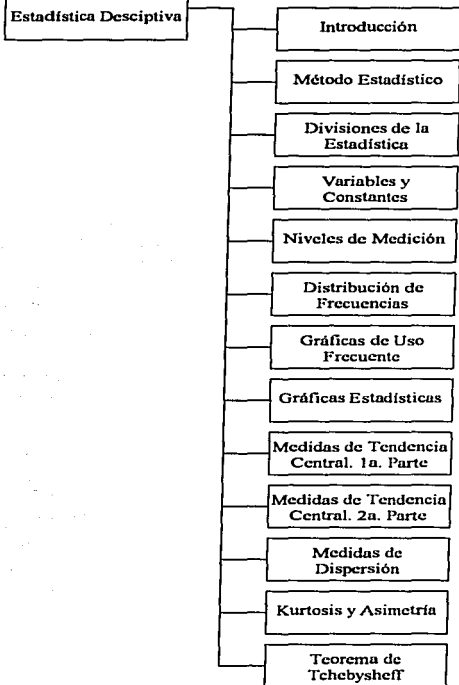 Estadística Desciptiva
Introducción
Método Estadístico
Divisiones de la
Estadística
Variables y
Constantes
Niveles de Medición
Distribución de
Frecuencias
Gráficas de Uso
Frecuente
Gráficas Estadísticas
Medidas de Tendencia
Central. 1a. Parte
Medidas de Tendencia
Central. 2a. Parte
Medidas de
Dispersión
Kurtosis y Asimetría
Teorema de
Tchebysheff